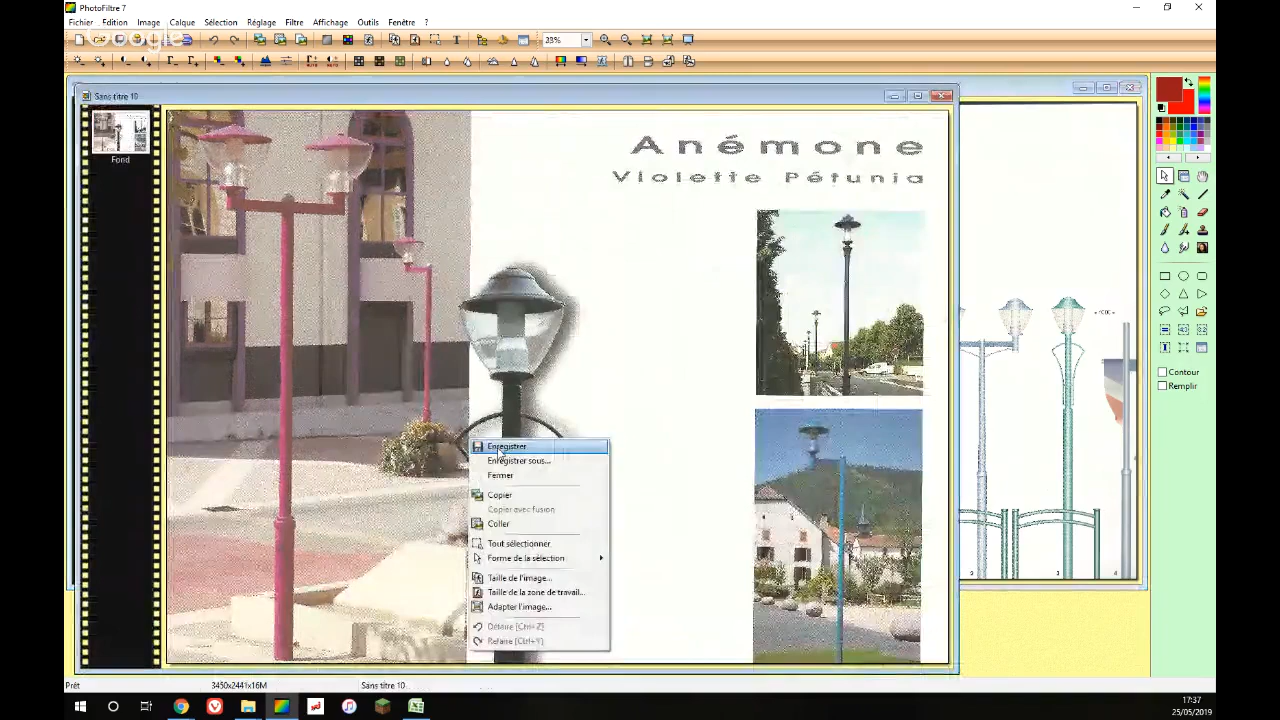 PhotoFiltre 7
Fichier Edition Image Calque Sélection Réglage Filtre Affichage Outils Fenêtre ?
Google
23%
Sans titre 10
Fond
Anémone
Violette Pétunia
Enregistrer
Enregistrer sous...
Fermer
Copier
Copier avec fusion
Coller
Tout sélectionner
Forme de la sélection
Taille de l'image...
Taille de la zone de travail...
Adapter l'image...
Défaire [Ctrl+Z]
Refaire [Ctrl+Y]
Contour
Remplir
Prêt 3450x2441x16M Sans titre 10
17:37
25/05/2019